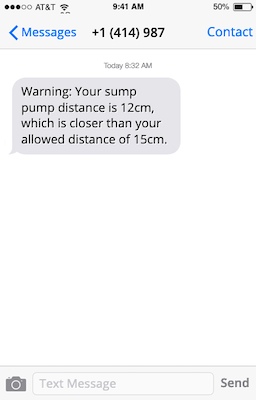 AT&T 9:41 AM 50%
Messages +1 (414) 987 Contact
Today 8:32 AM
Warning: Your sump
pump distance is 12cm,
which is closer than your
allowed distance of 15cm.
Text Message Send